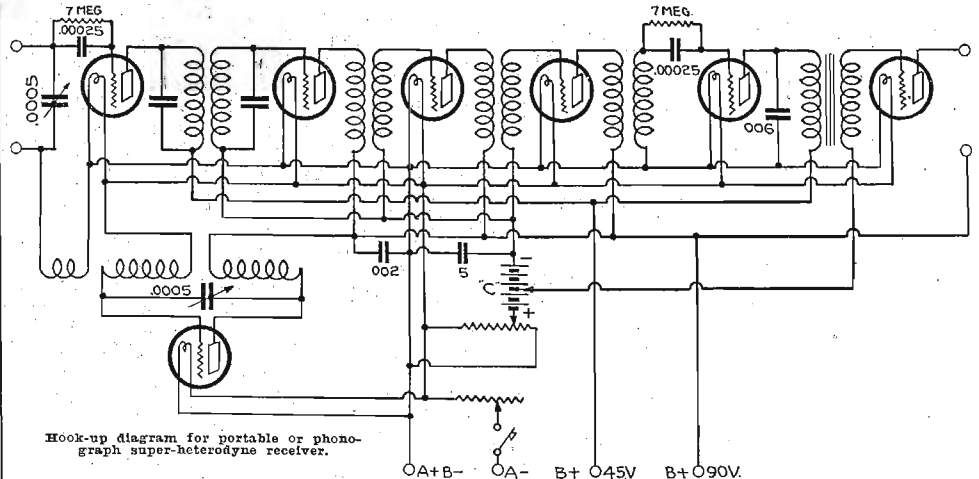 7 MEG
.00025
.0005
7 MEG.
.00025
006
.0005
002
5
-
"C"
+
Hook-up diagram for portable or phono-
graph super-heterodyne receiver.
A+B-
A-
B+ 45V
B+ 90V.